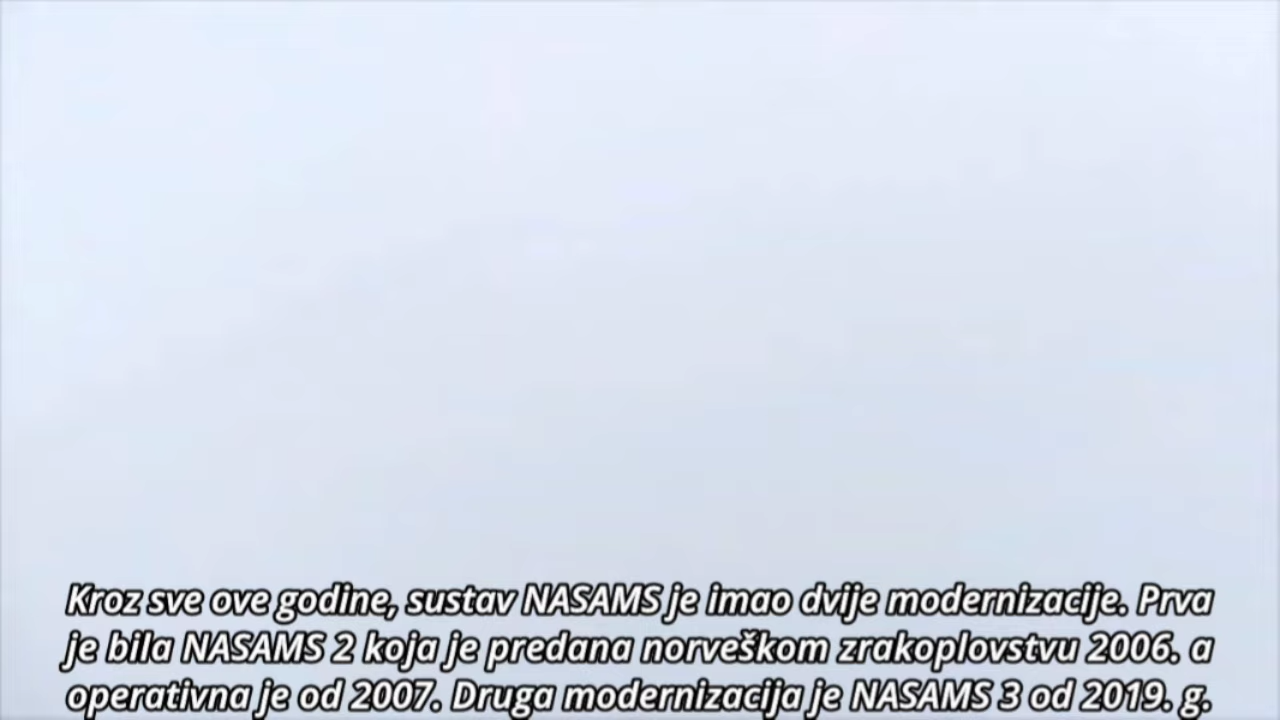 Kroz sve ove godine, sustav NASAMS je imao dvije modernizacije. Prva
je bila NASAMS 2 koja je predana norveškom zrakoplovstvu 2006. a
operativna je od 2007. Druga modernizacija je NASAMS 3 od 2019. g.